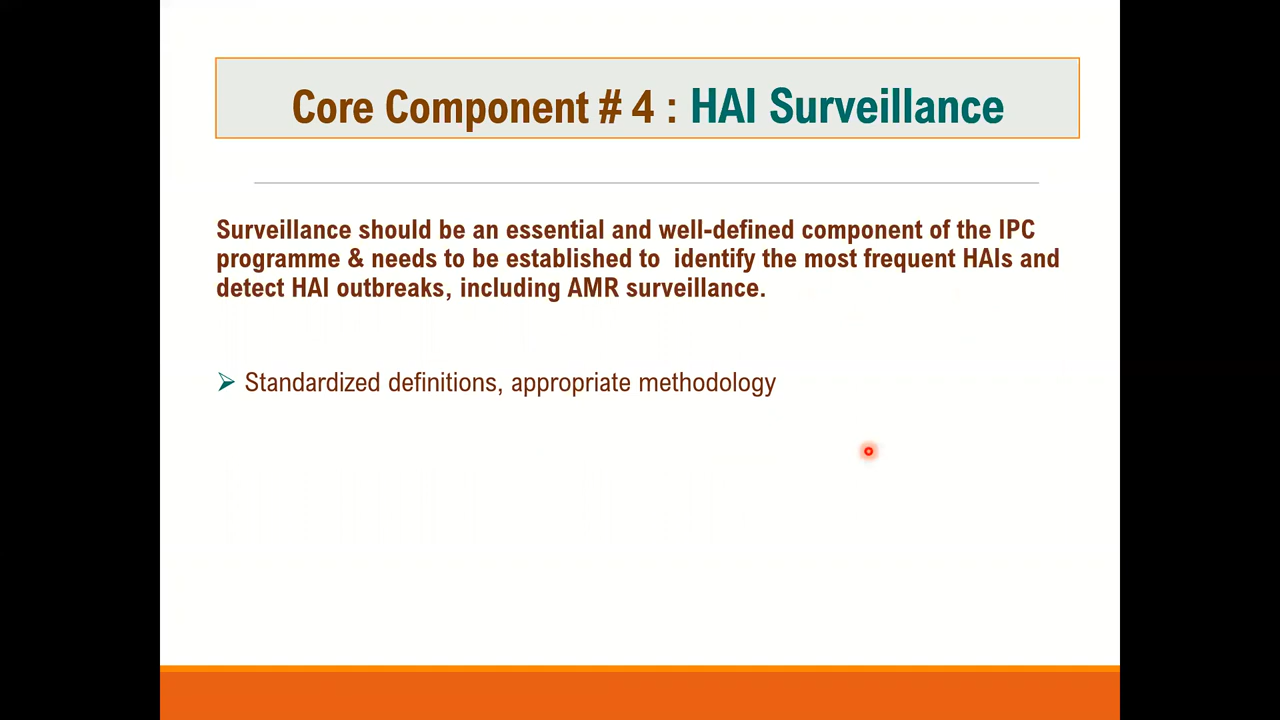 Core Component # 4 : HAI Surveillance
Surveillance should be an essential and well-defined component of the IPC
programme & needs to be established to  identify the most frequent HAIs and
detect HAI outbreaks, including AMR surveillance.
Standardized definitions, appropriate methodology